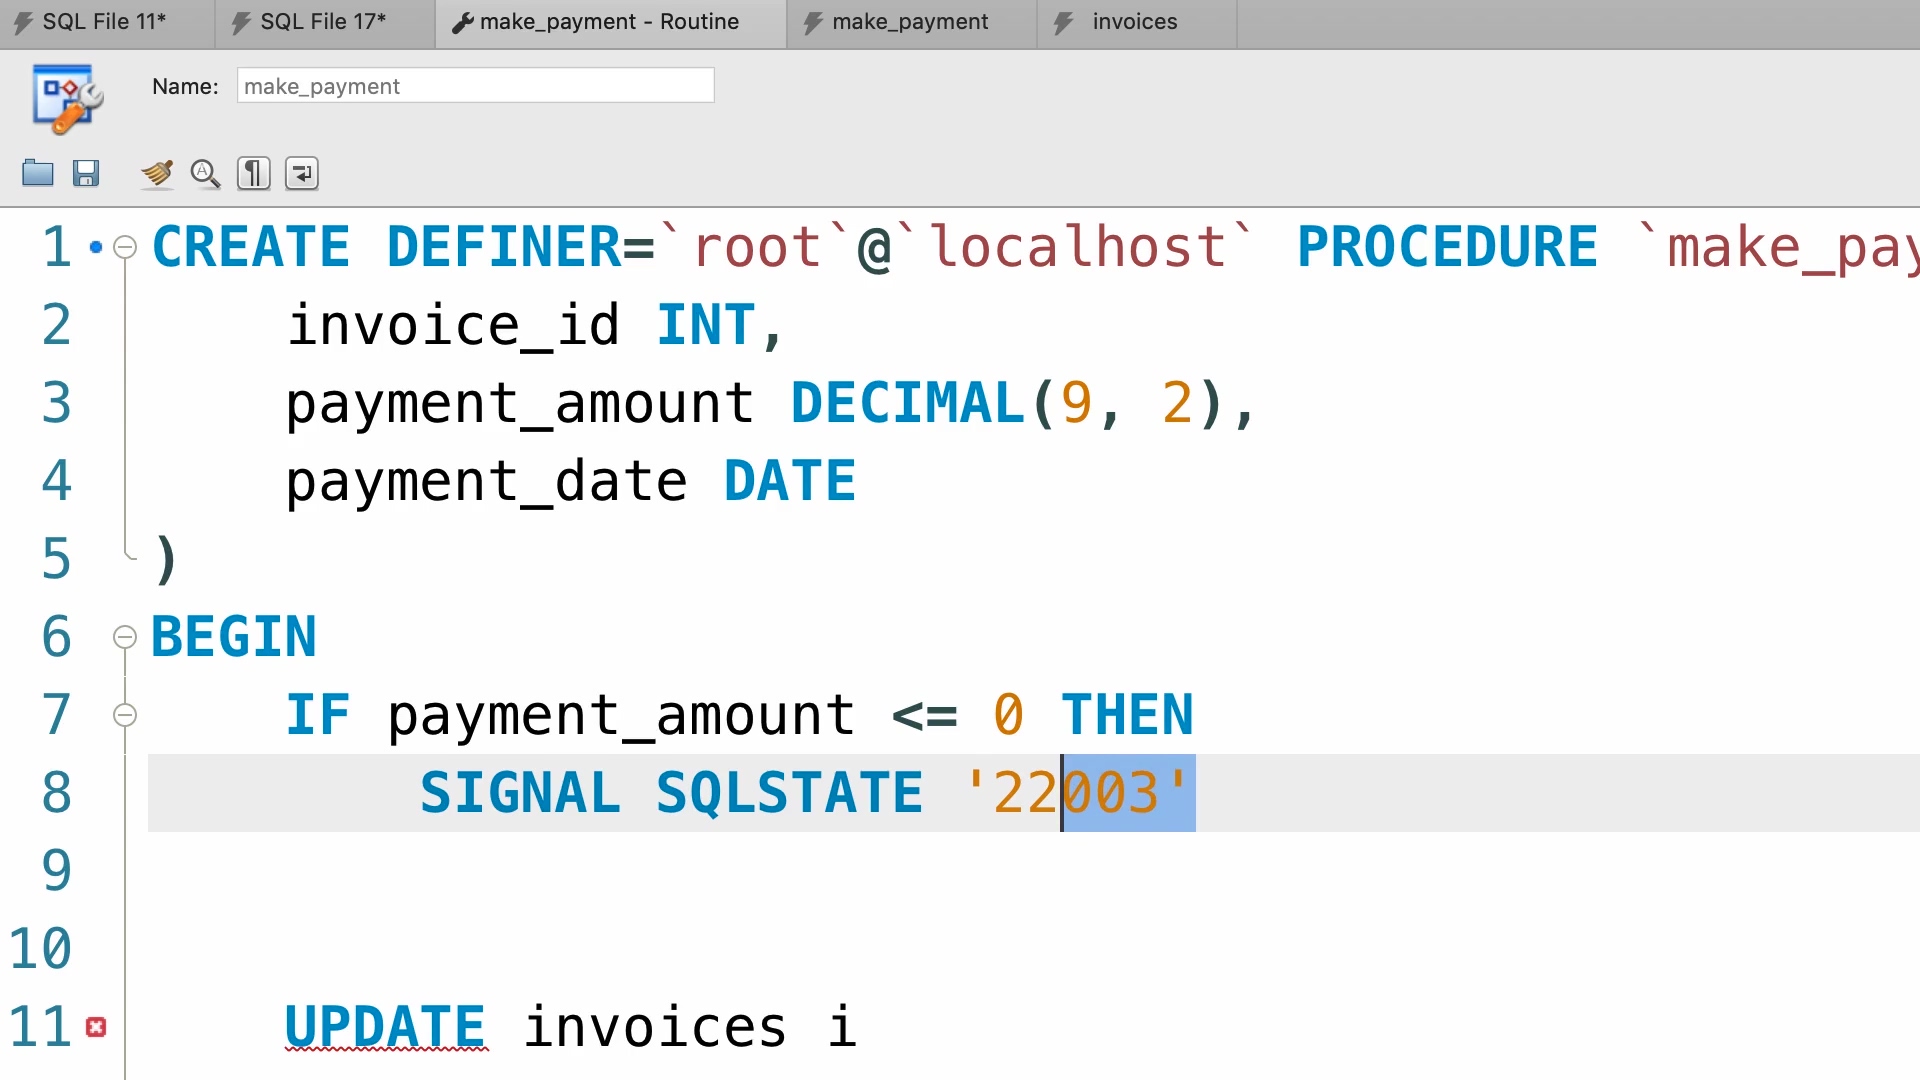 SQL File 11* SQL File 17* make_payment - Routine make_payment invoices
Name: make_payment
1 CREATE DEFINER=`root`@`localhost` PROCEDURE `make_pay
2 invoice_id INT,
3 payment_amount DECIMAL(9, 2),
4 payment_date DATE
5 )
6 BEGIN
7 IF payment_amount <= 0 THEN
8 SIGNAL SQLSTATE '22003'
9
10
11 UPDATE invoices i